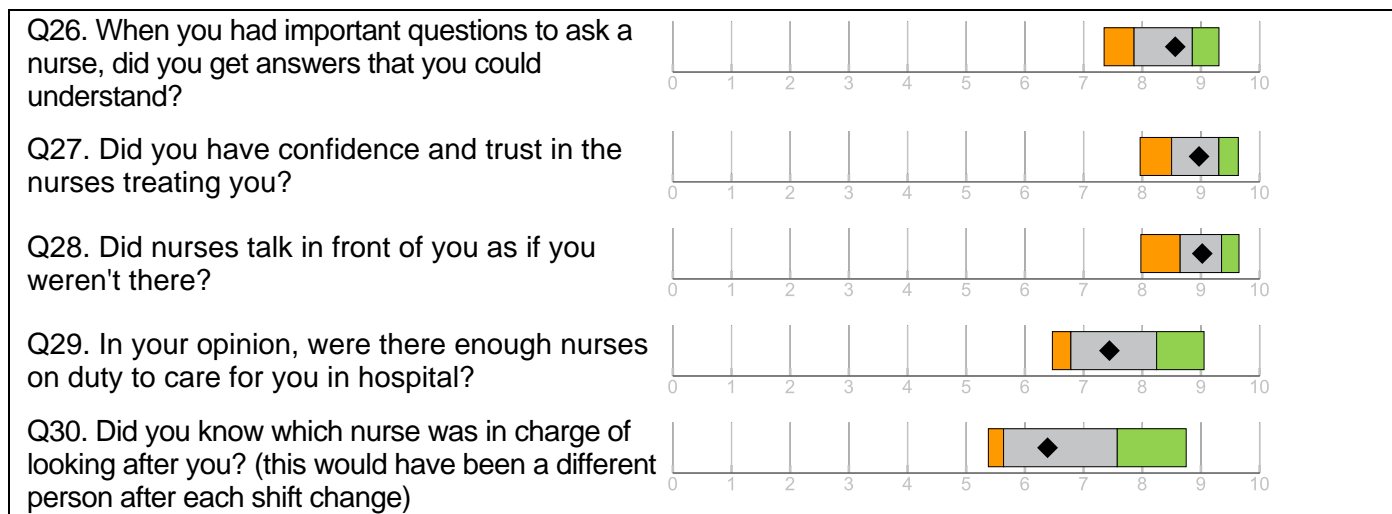 Q26. When you had important questions to ask a
nurse, did you get answers that you could
understand?
0 1 2 3 4 5 6 7 8 9 10
Q27. Did you have confidence and trust in the
nurses treating you?
0 1 2 3 4 5 6 7 8 9 10
Q28. Did nurses talk in front of you as if you
weren't there?
0 1 2 3 4 5 6 7 8 9 10
Q29. In your opinion, were there enough nurses
on duty to care for you in hospital?
0 1 2 3 4 5 6 7 8 9 10
Q30. Did you know which nurse was in charge of
looking after you? (this would have been a different
person after each shift change)
0 1 2 3 4 5 6 7 8 9 10